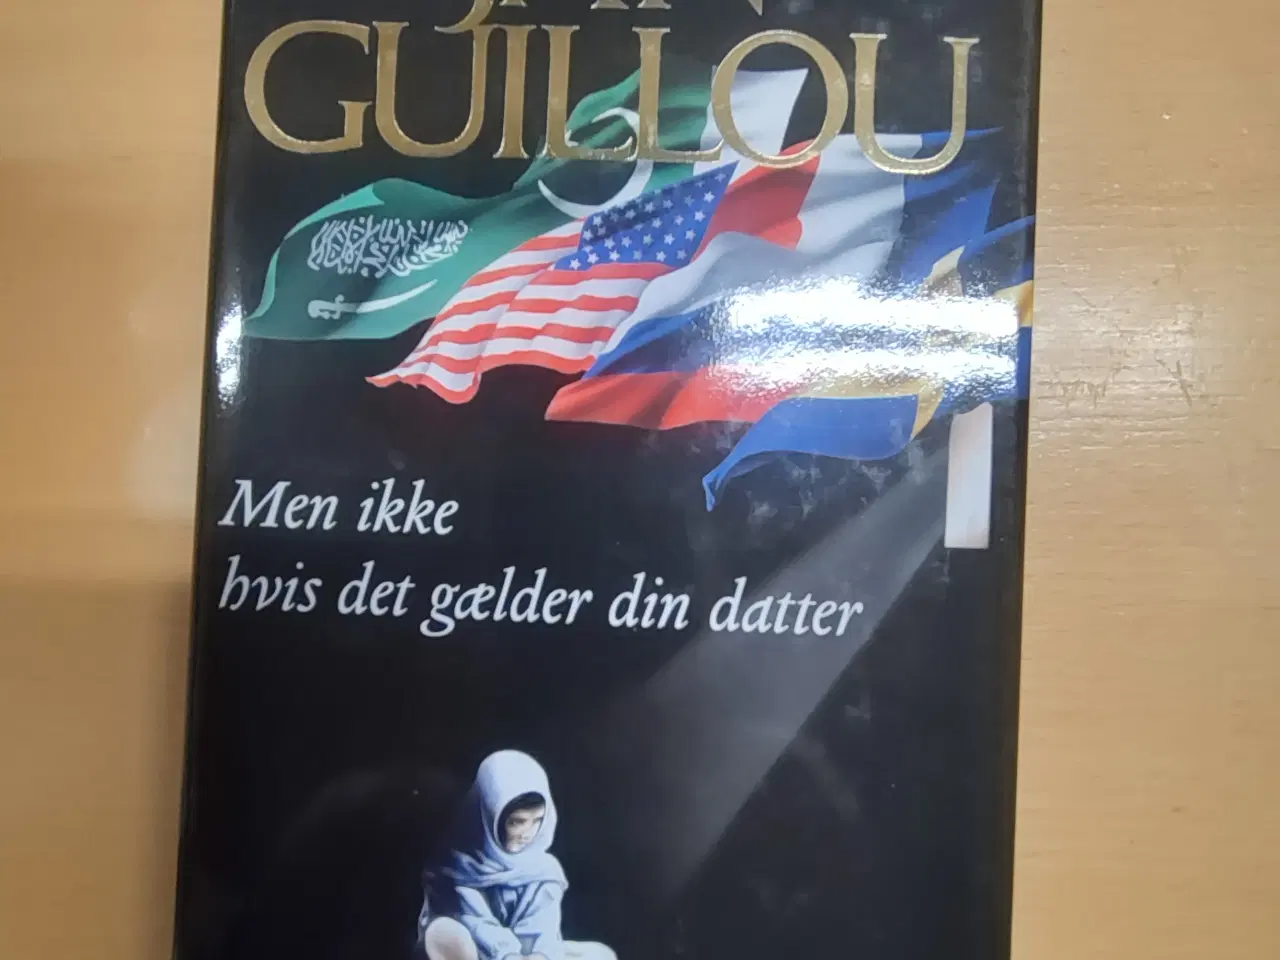 GUILLOU
Men ikke
hvis det gælder din datter